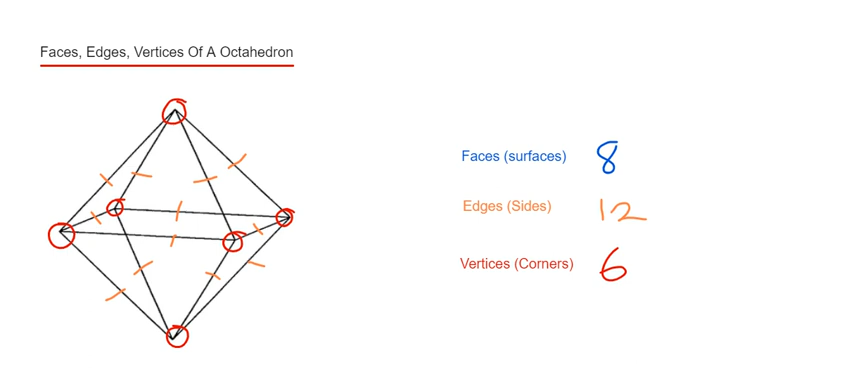 Faces, Edges, Vertices Of A Octahedron
Faces (surfaces) 8
Edges (Sides) 12
Vertices (Corners) 6